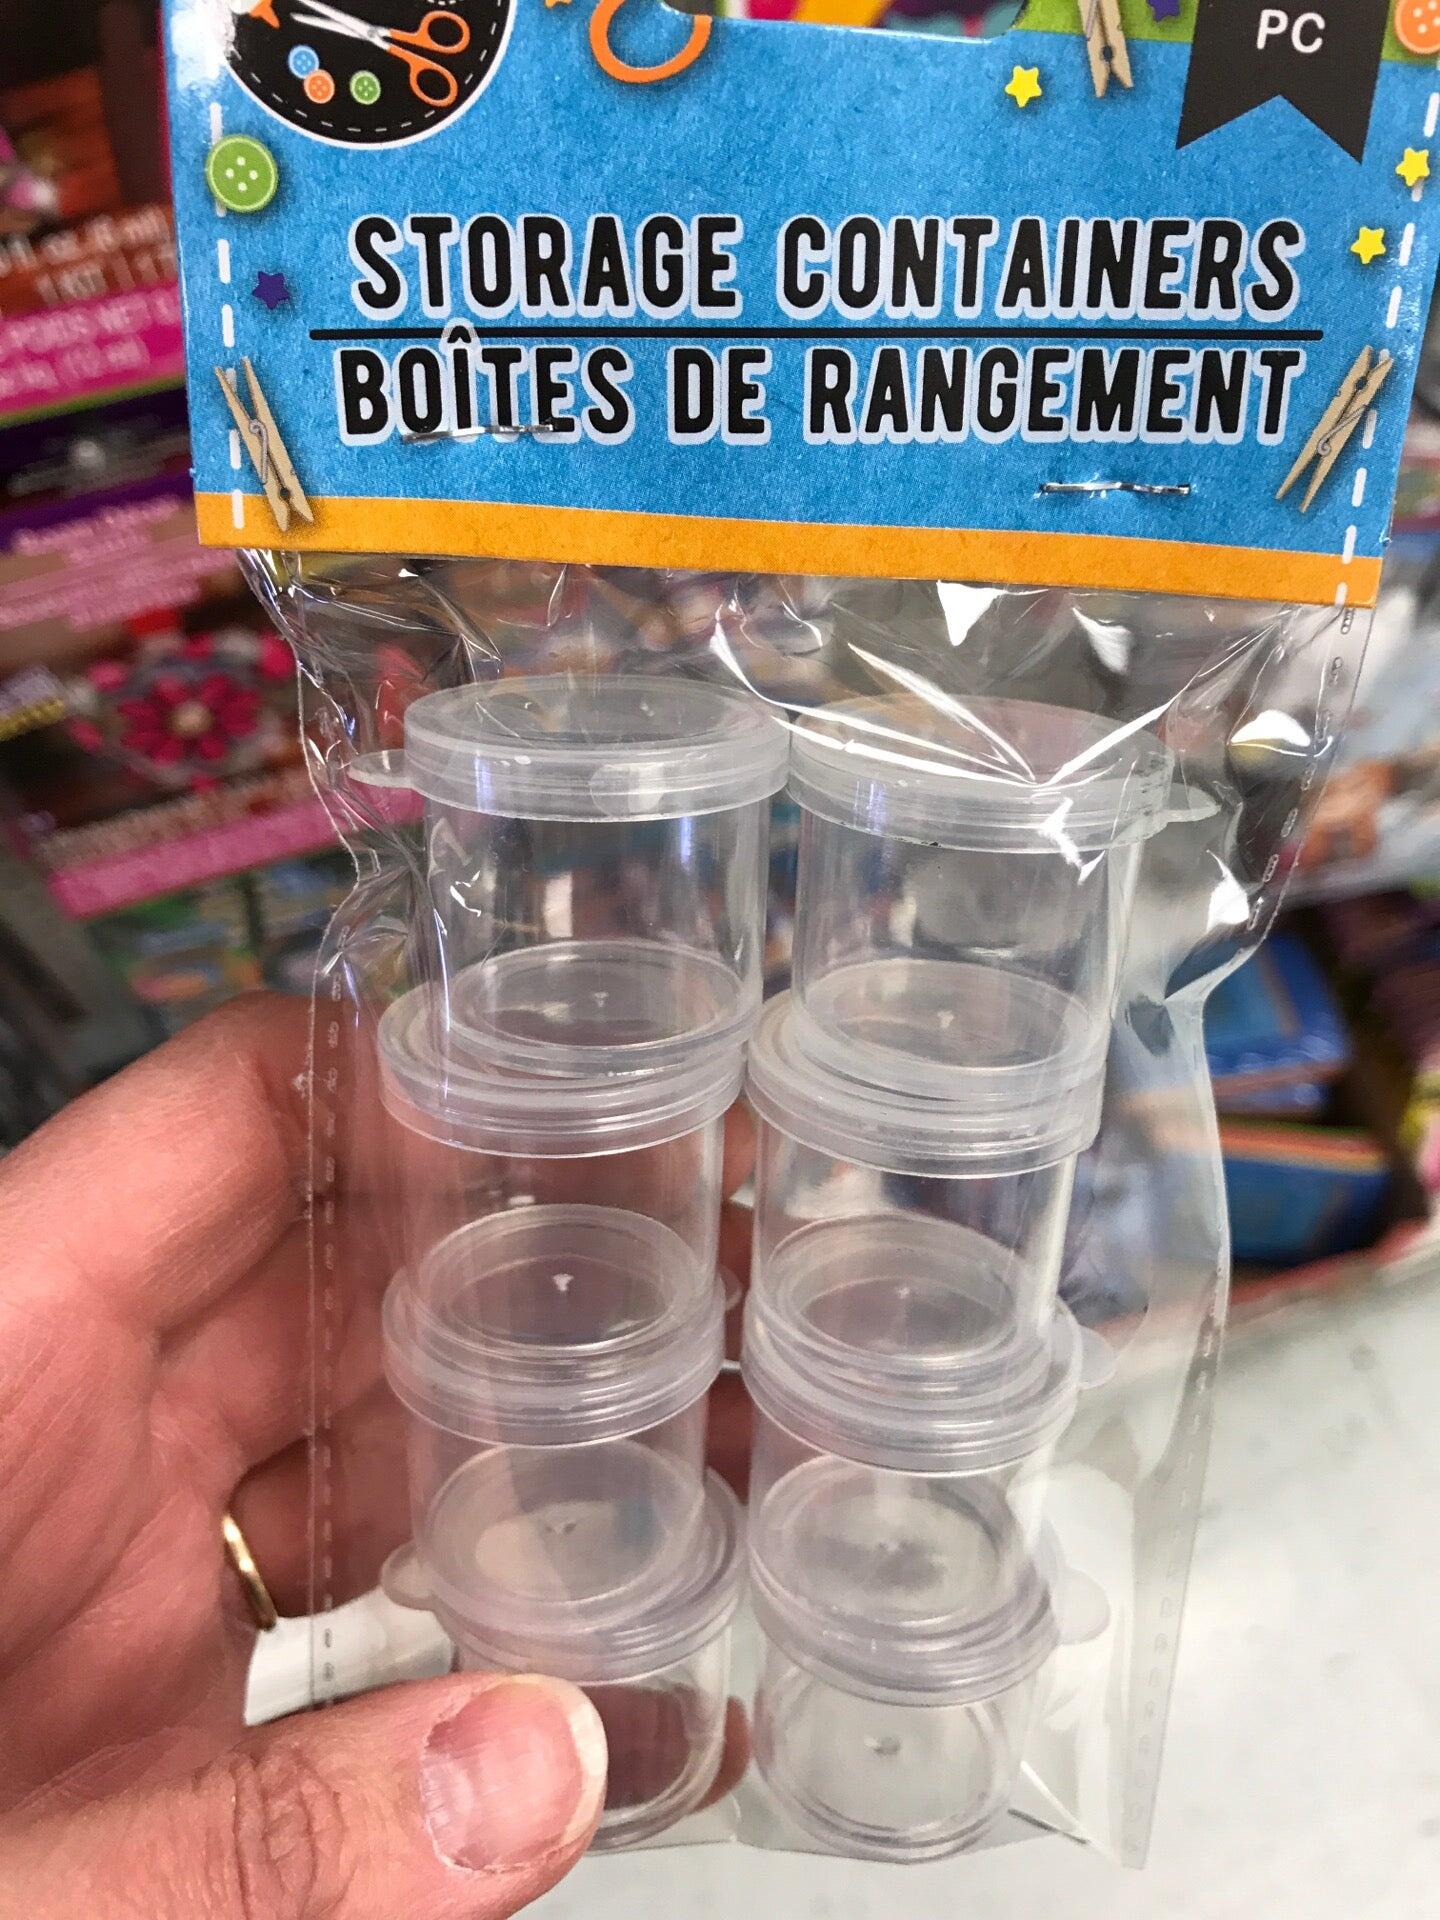 PC
STORAGE CONTAINERS
BOÎTES DE RANGEMENT